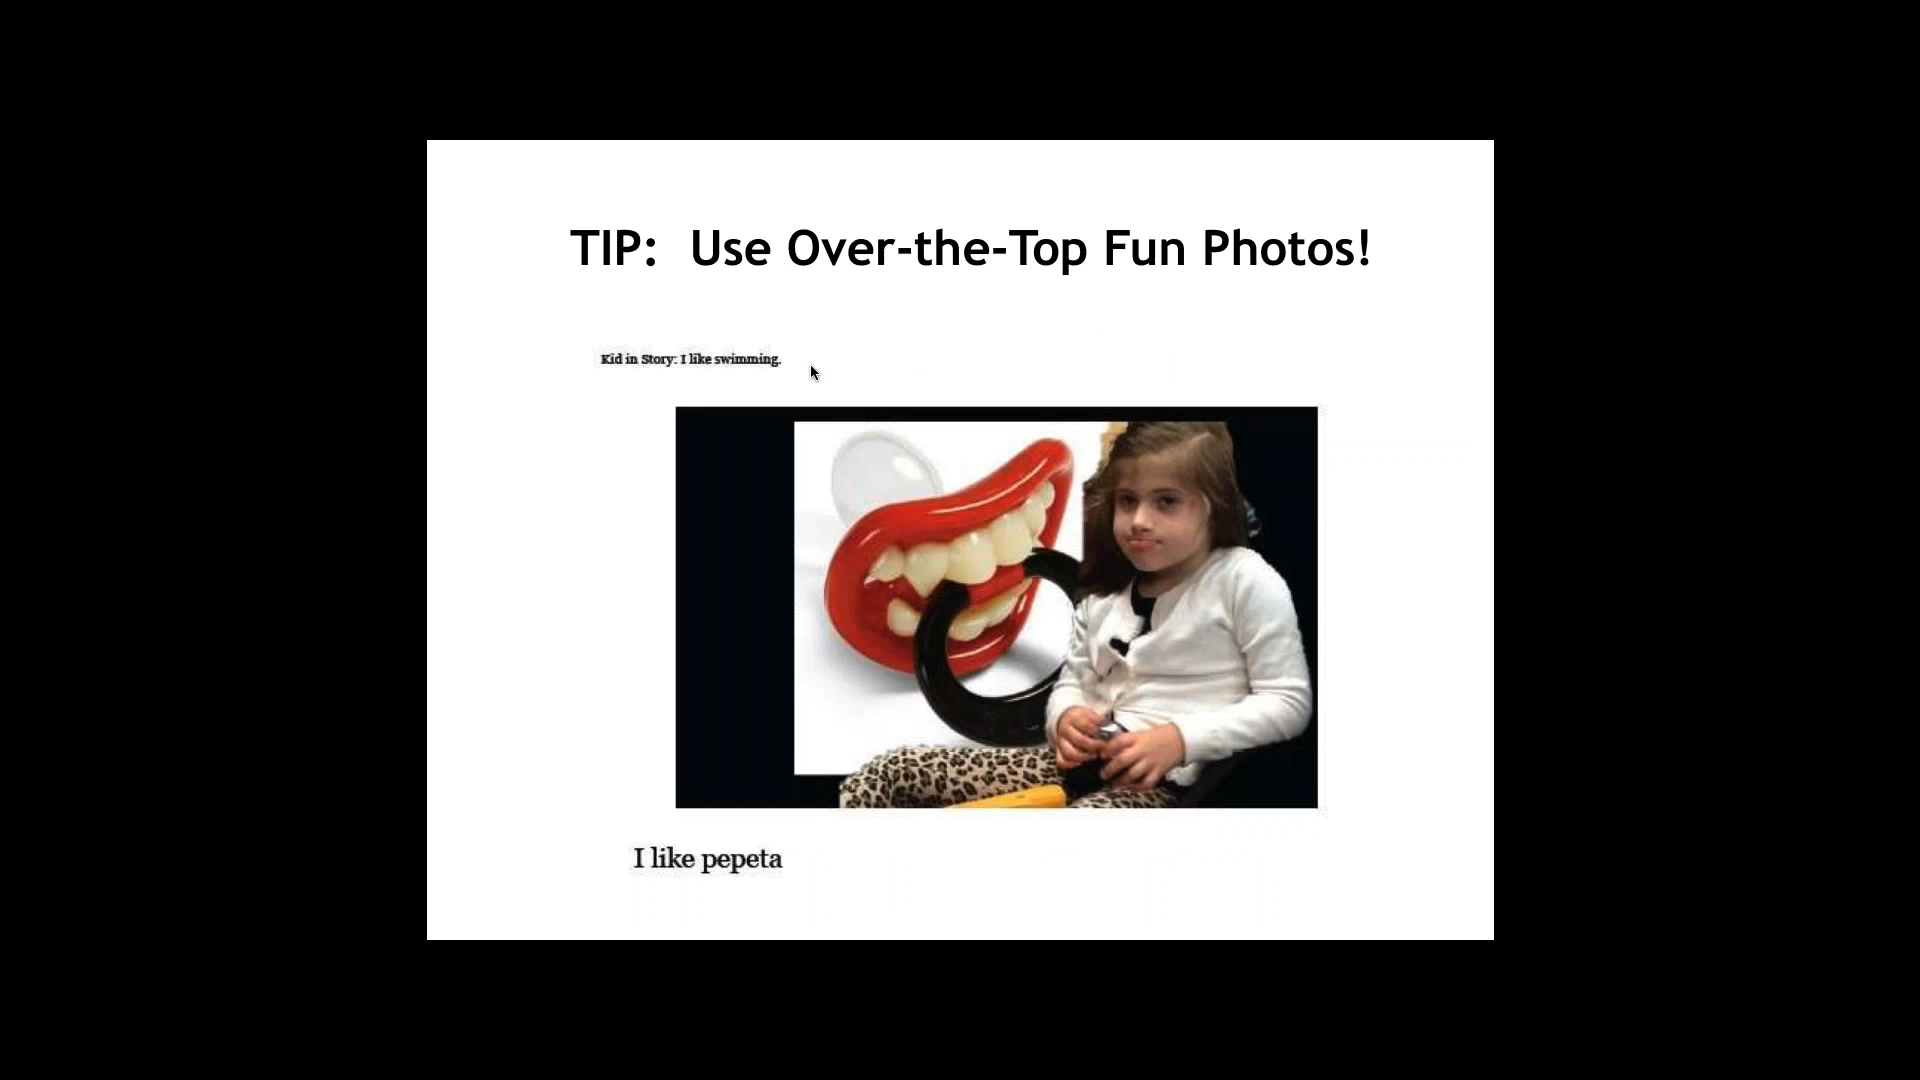 TIP: Use Over-the-Top Fun Photos!
Kid in Story: I like swimming.
I like pepeta